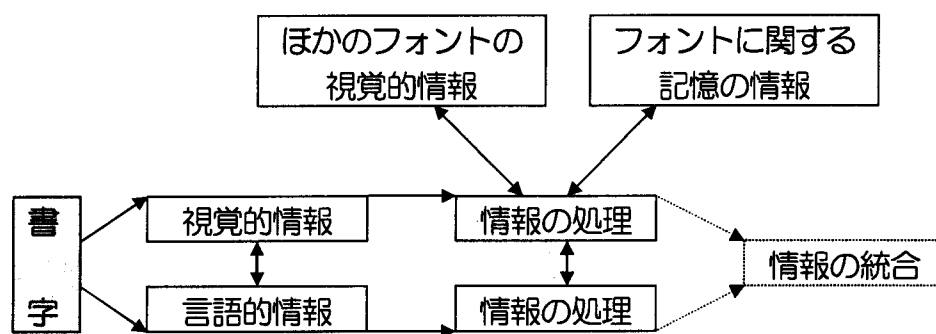 ほかのフォントの
視覚的情報
フォントに関する
記憶の情報
書字
視覚的情報
情報の処理
言語的情報
情報の処理
情報の統合